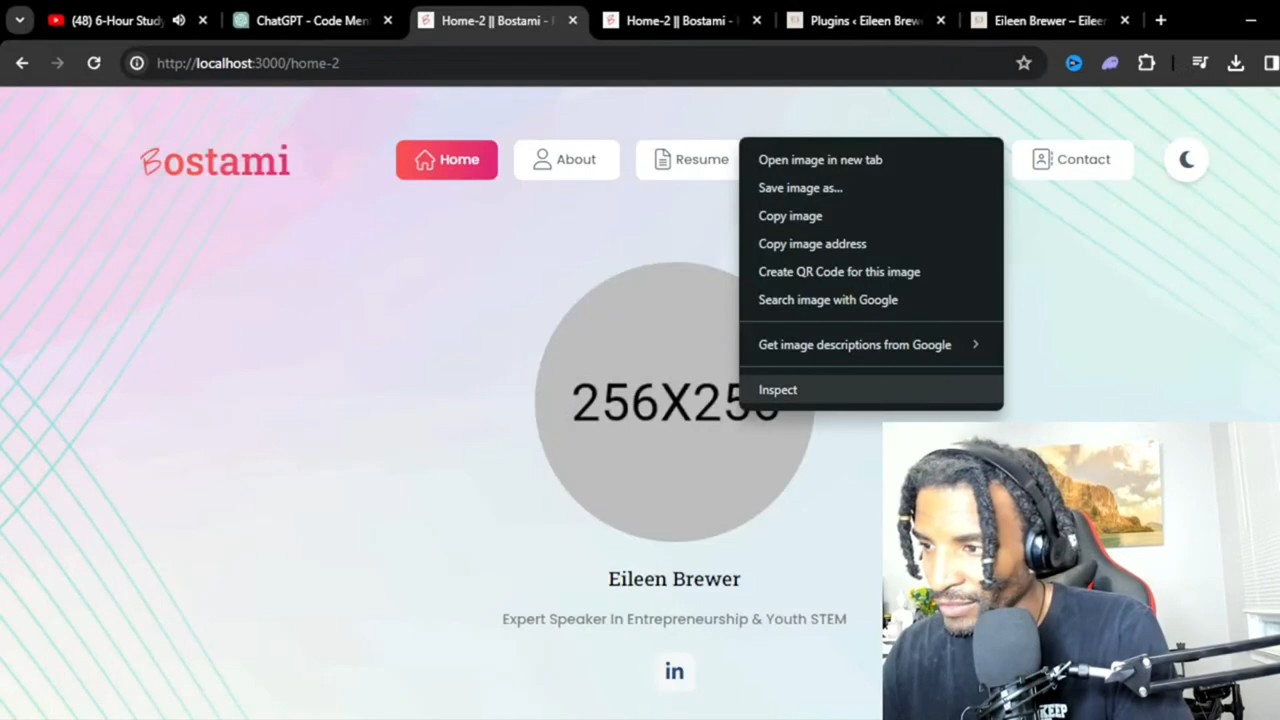 (48) 6-Hour Study
ChatGPT - Code Men
Home-2 || Bostami -
Home-2 || Bostami -
Plugins ‹ Eileen Brew
Eileen Brewer – Eilee
http://localhost:3000/home-2
Bostami
Home
About
Resume
Contact
Open image in new tab
Save image as...
Copy image
Copy image address
Create QR Code for this image
Search image with Google
Get image descriptions from Google
Inspect
256X256
Eileen Brewer
Expert Speaker In Entrepreneurship & Youth STEM
in
KEEP